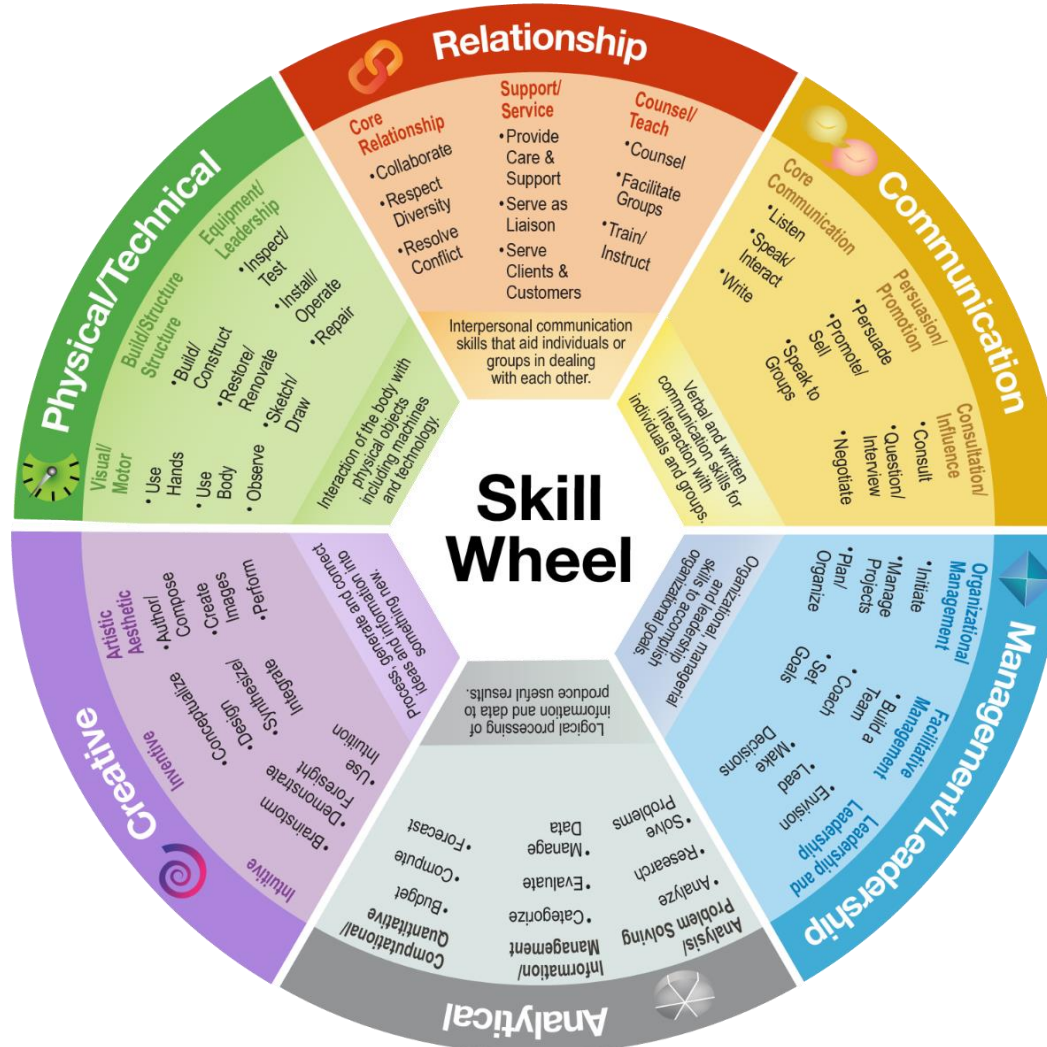 Skill
Wheel
Relationship
Core
Relationship
•Collaborate
•Respect
Diversity
•Resolve
Conflict
Support/
Service
•Provide
Care &
Support
•Serve as
Liaison
•Serve
Clients &
Customers
Counsel/
Teach
•Counsel
•Facilitate
Groups
•Train/
Instruct
Interpersonal communication
skills that aid individuals or
groups in dealing
with each other.
Communication
Core
Communication
•Listen
•Speak/
Interact
•Write
Persuasion/
Promotion
•Persuade
•Promote/
Sell
•Speak to
Groups
Consultation/
Influence
•Consult
•Question/
Interview
•Negotiate
Verbal and written
communication skills for
interaction with
individuals and groups.
Management/Leadership
Organizational
Management
•Initiate
•Manage
Projects
•Plan/
Organize
Facilitative
Management
•Build a
Team
•Coach
•Set
Goals
Leadership and
Leadership
•Envision
•Lead
•Make
Decisions
Organizational, managerial
and leadership
skills to accomplish
organizational goals.
Analytical
Analysis/
Problem Solving
•Analyze
•Research
•Solve
Problems
Information/
Management
•Categorize
•Evaluate
•Manage
Data
Computational/
Quantitative
•Budget
•Compute
•Forecast
Logical processing of
information and data to
produce useful results.
Creative
Intuitive
•Brainstorm
•Demonstrate
Foresight
•Use
Intuition
Inventive
•Conceptualize
•Design
•Synthesize/
Integrate
Artistic
Aesthetic
•Author/
Compose
•Create
Images
•Perform
Process, generate and connect
ideas and information into
something new.
Physical/Technical
Visual/
Motor
•Use
Hands
•Use
Body
•Observe
Build/Structure
Structure
•Build/
Construct
•Restore/
Renovate
•Sketch/
Draw
Equipment/
Leadership
•Inspect/
Test
•Install/
Operate
•Repair
Interaction of the body with
physical objects
including machines
and technology.